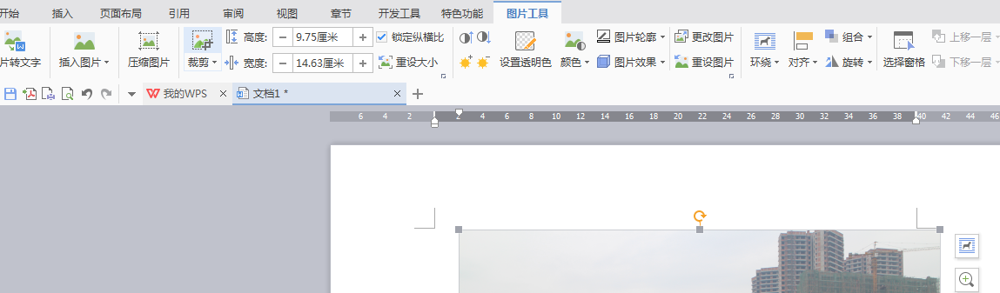 开始 插入 页面布局 引用 审阅 视图 章节 开发工具 特色功能 图片工具
高度: 9.75厘米 锁定纵横比 图片轮廓 更改图片 组合 上移一层
片转文字 插入图片 压缩图片 裁剪 宽度: 14.63厘米 重设大小 设置透明色 颜色 图片效果 重设图片 环绕 对齐 旋转 选择窗格 下移一层
我的WPS 文档1 *
6 4 2 2 4 6 8 10 12 14 16 18 20 22 24 26 28 30 32 34 36 38 40 42 44 46